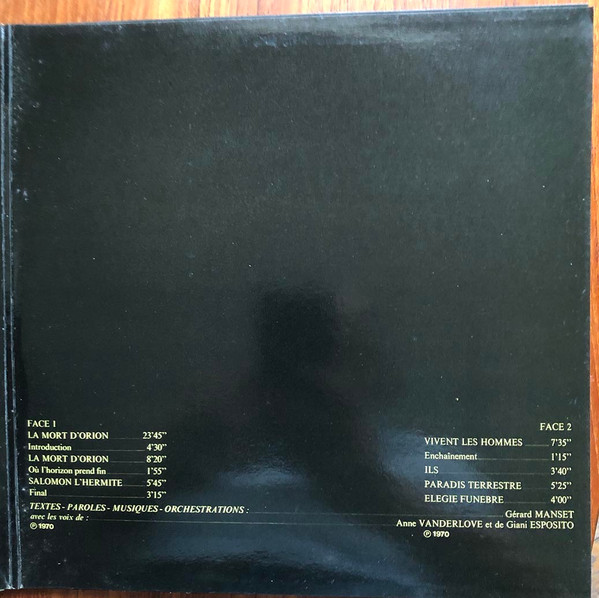 FACE 1
LA MORT D'ORION 23'45"
Introduction 4'30"
LA MORT D'ORION 8'20"
Où l'horizon prend fin 1'55"
SALOMON L'HERMITE 5'45"
Final 3'15"
FACE 2
VIVENT LES HOMMES 7'35"
Enchaînement 1'15"
ILS 3'40"
PARADIS TERRESTRE 5'25"
ELEGIE FUNEBRE 4'00"
TEXTES - PAROLES - MUSIQUES - ORCHESTRATIONS : Gérard MANSET
avec les voix de : Anne VANDERLOVE et de Giani ESPOSITO
℗ 1970 ℗ 1970